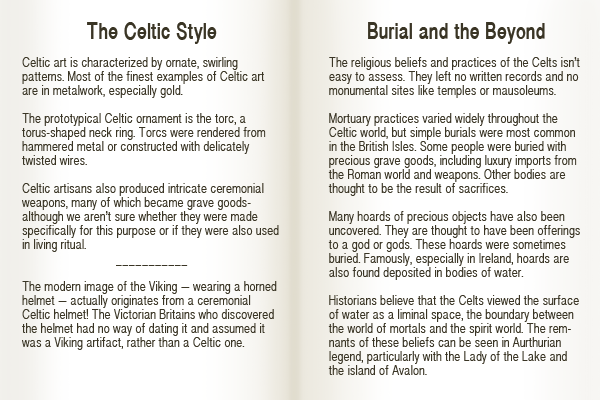 The Celtic Style
Celtic art is characterized by ornate, swirling
patterns. Most of the finest examples of Celtic art
are in metalwork, especially gold.
The prototypical Celtic ornament is the torc, a
torus-shaped neck ring. Torcs were rendered from
hammered metal or constructed with delicately
twisted wires.
Celtic artisans also produced intricate ceremonial
weapons, many of which became grave goods-
although we aren't sure whether they were made
specifically for this purpose or if they were also used
in living ritual.
___________
The modern image of the Viking — wearing a horned
helmet — actually originates from a ceremonial
Celtic helmet! The Victorian Britains who discovered
the helmet had no way of dating it and assumed it
was a Viking artifact, rather than a Celtic one.
Burial and the Beyond
The religious beliefs and practices of the Celts isn't
easy to assess. They left no written records and no
monumental sites like temples or mausoleums.
Mortuary practices varied widely throughout the
Celtic world, but simple burials were most common
in the British Isles. Some people were buried with
precious grave goods, including luxury imports from
the Roman world and weapons. Other bodies are
thought to be the result of sacrifices.
Many hoards of precious objects have also been
uncovered. They are thought to have been offerings
to a god or gods. These hoards were sometimes
buried. Famously, especially in Ireland, hoards are
also found deposited in bodies of water.
Historians believe that the Celts viewed the surface
of water as a liminal space, the boundary between
the world of mortals and the spirit world. The rem-
nants of these beliefs can be seen in Aurthurian
legend, particularly with the Lady of the Lake and
the island of Avalon.